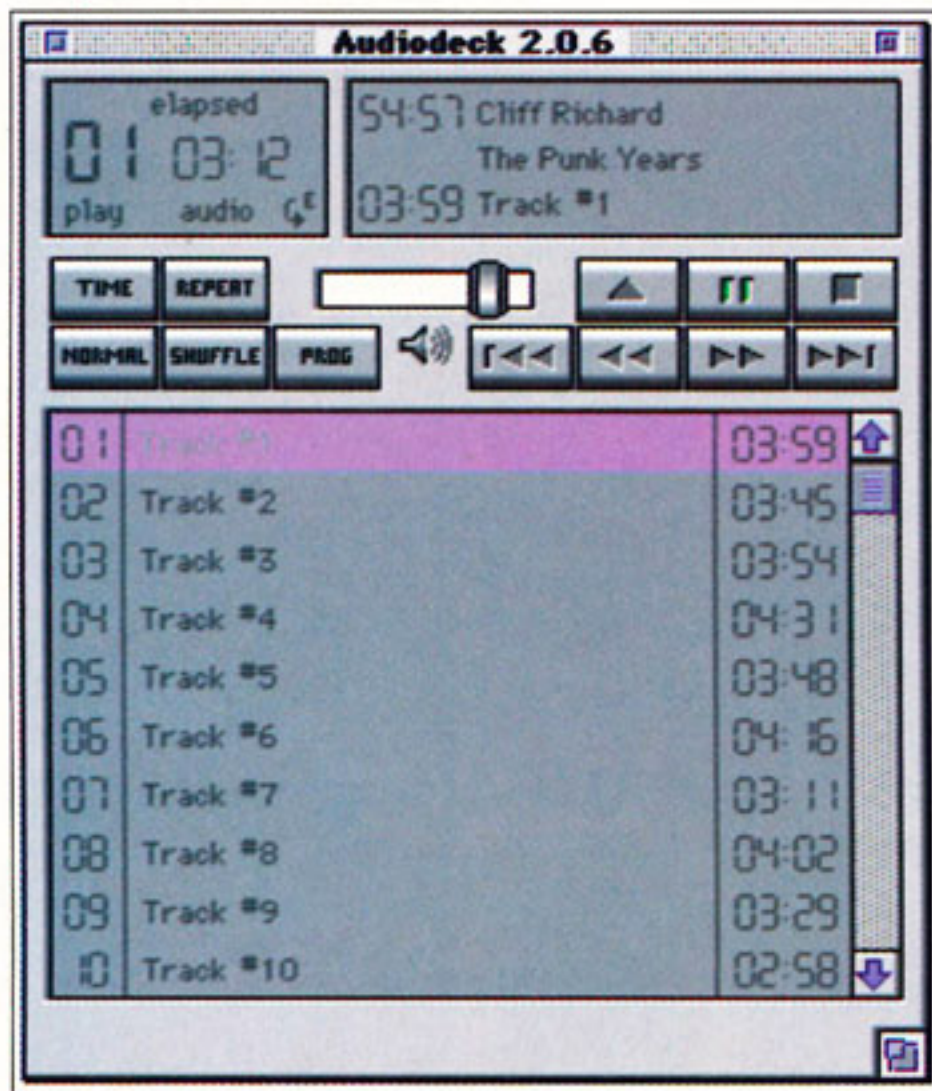 Audiodeck 2.0.6
elapsed
01 03:12
play audio E
54:57 Cliff Richard
The Punk Years
03:59 Track #1
TIME REPEAT
NORMAL SHUFFLE PROG
01 Track #1 03:59
02 Track #2 03:45
03 Track #3 03:54
04 Track #4 04:31
05 Track #5 03:48
06 Track #6 04:16
07 Track #7 03:11
08 Track #8 04:02
09 Track #9 03:29
10 Track #10 02:58